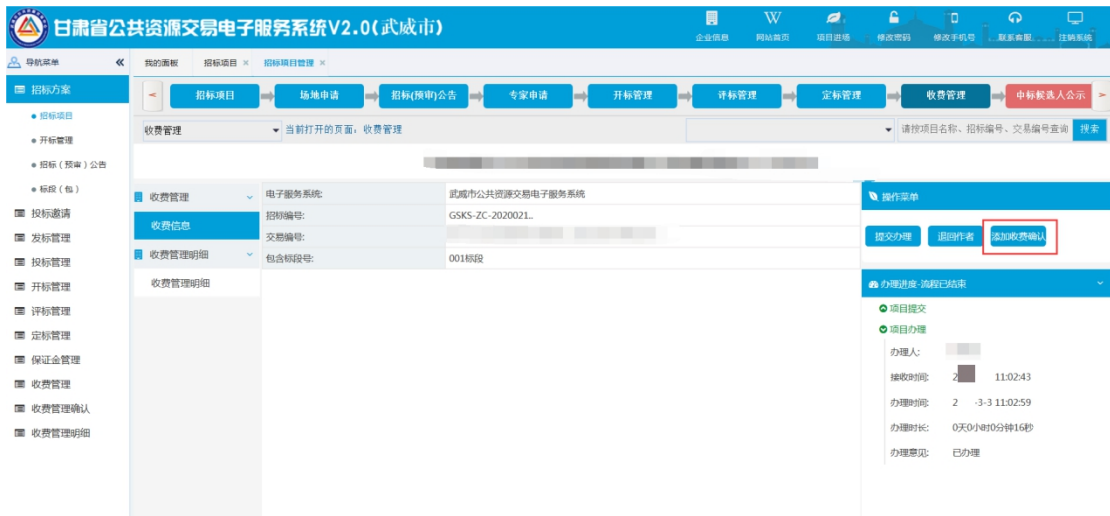 甘肃省公共资源交易电子服务系统V2.0(武威市)
企业信息 网站首页 项目进场 修改密码 修改手机号 联系客服 注销系统
导航菜单 « 我的面板 招标项目 × 招标项目管理 ×
招标方案
招标项目
开标管理
招标(预审)公告
标段(包)
投标邀请
发标管理
投标管理
开标管理
评标管理
定标管理
保证金管理
收费管理
收费管理确认
收费管理明细
招标项目 场地申请 招标(预审)公告 专家申请 开标管理 评标管理 定标管理 收费管理 中标候选人公示
收费管理 当前打开的页面:收费管理 请按项目名称、招标编号、交易编号查询 搜索
收费管理
收费信息
收费管理明细
收费管理明细
电子服务系统: 武威市公共资源交易电子服务系统
招标编号: GSKS-ZC-2020021..
交易编号:
包含标段号: 001标段
操作菜单
提交办理 退回作者 添加收费确认
办理进度-流程已结束
项目提交
项目办理
办理人:
接收时间: 2 11:02:43
办理时间: 2 -3-3 11:02:59
办理时长: 0天0小时0分钟16秒
办理意见: 已办理